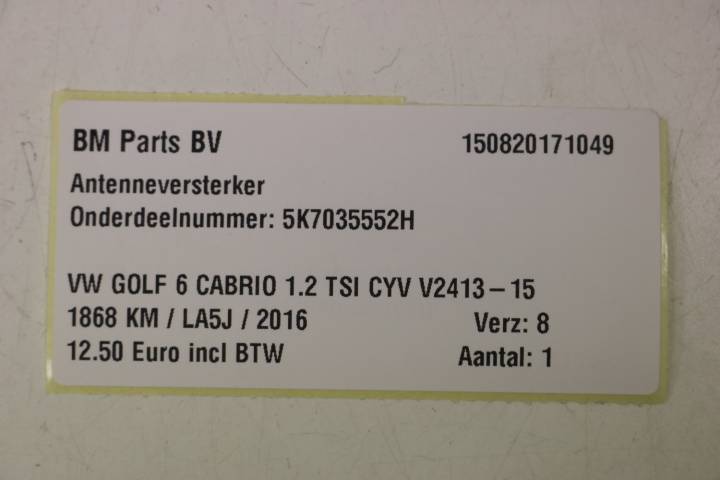 BM Parts BV 150820171049
Antenneversterker
Onderdeelnummer: 5K7035552H
VW GOLF 6 CABRIO 1.2 TSI CYV V2413-15
1868 KM / LA5J / 2016 Verz: 8
12.50 Euro incl BTW Aantal: 1